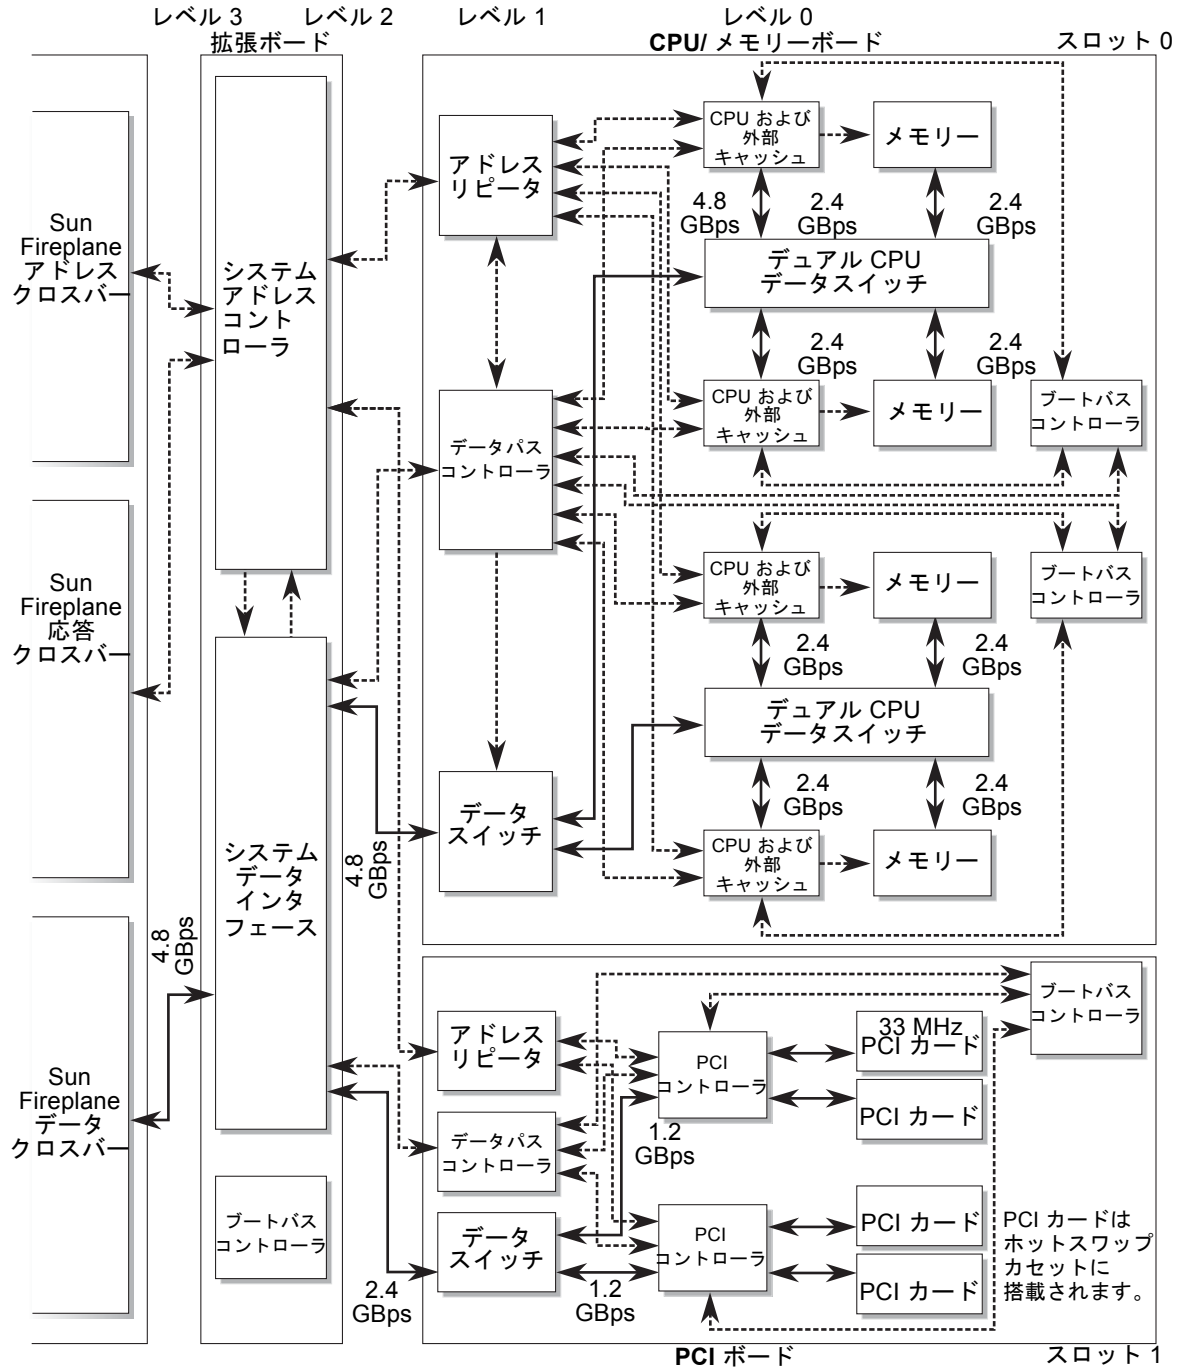 レベル 3
レベル 2
レベル 1
レベル 0
拡張ボード
CPU/ メモリーボード
スロット 0
Sun
Fireplane
アドレス
クロスバー
Sun
Fireplane
応答
クロスバー
Sun
Fireplane
データ
クロスバー
4.8
GBps
システム
アドレス
コント
ローラ
システム
データ
インタ
フェース
ブートバス
コントローラ
4.8
GBps
2.4
GBps
アドレス
リピータ
データパス
コントローラ
データ
スイッチ
CPU および
外部
キャッシュ
メモリー
4.8
GBps
2.4
GBps
2.4
GBps
デュアル CPU
データスイッチ
2.4
GBps
2.4
GBps
CPU および
外部
キャッシュ
メモリー
ブートバス
コントローラ
CPU および
外部
キャッシュ
メモリー
ブートバス
コントローラ
2.4
GBps
2.4
GBps
デュアル CPU
データスイッチ
2.4
GBps
2.4
GBps
CPU および
外部
キャッシュ
メモリー
アドレス
リピータ
データパス
コントローラ
データ
スイッチ
PCI
コントローラ
33 MHz
PCI カード
PCI カード
ブートバス
コントローラ
1.2
GBps
PCI
コントローラ
PCI カード
PCI カード
1.2
GBps
PCI カードは
ホットスワップ
カセットに
搭載されます。
PCI ボード
スロット 1